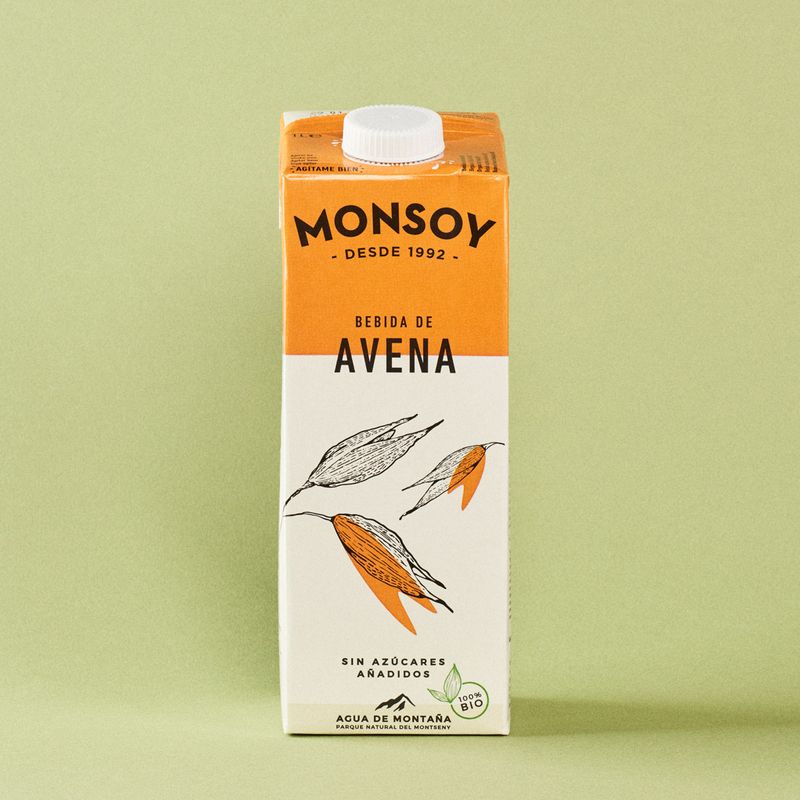 1L e
"AGÍTAME BIEN"
MONSOY
- DESDE 1992 -
BEBIDA DE
AVENA
SIN AZÚCARES
AÑADIDOS
100%
BIO
AGUA DE MONTAÑA
PARQUE NATURAL DEL MONTSENY